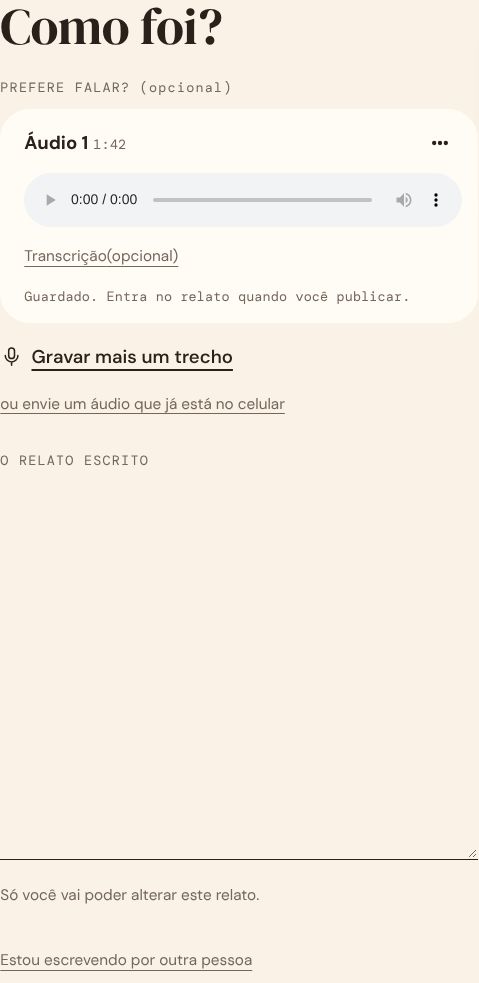 Como foi?
PREFERE FALAR? (opcional)
Áudio 1 1:42
0:00 / 0:00
Transcrição(opcional)
Guardado. Entra no relato quando você publicar.
Gravar mais um trecho
ou envie um áudio que já está no celular
O RELATO ESCRITO
Só você vai poder alterar este relato.
Estou escrevendo por outra pessoa